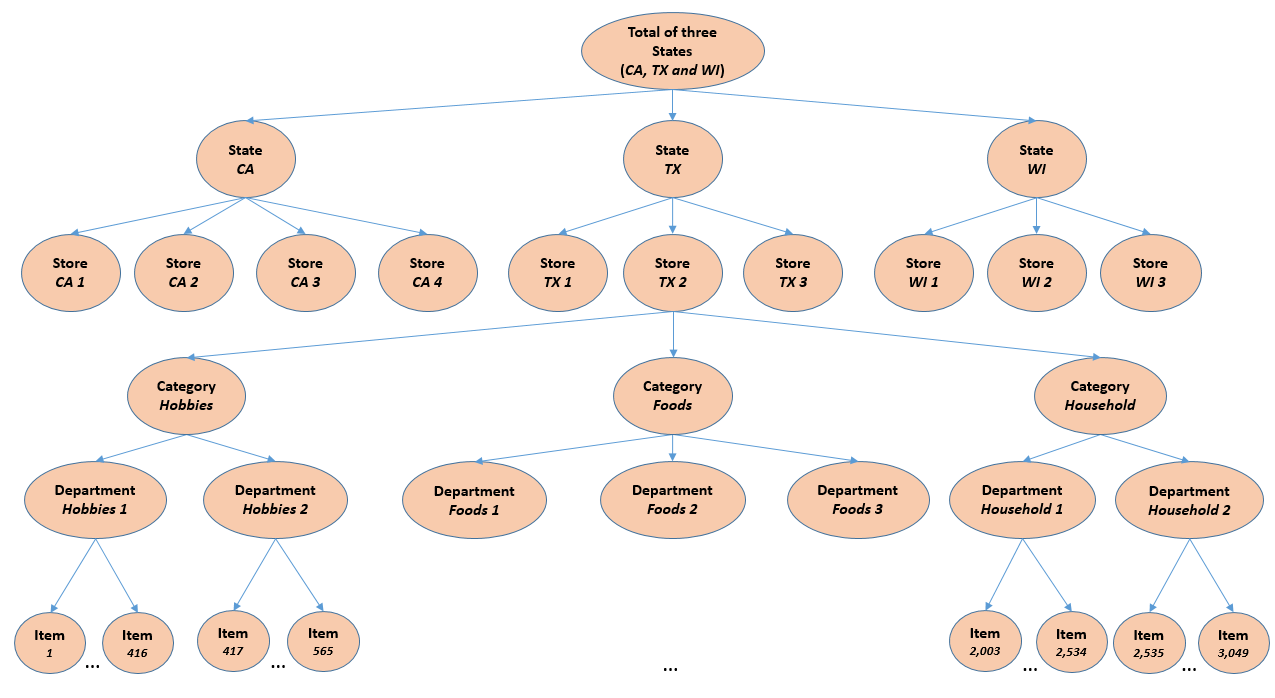 Total of three
States
(CA, TX and WI)
State
CA
State
TX
State
WI
Store
CA 1
Store
CA 2
Store
CA 3
Store
CA 4
Store
TX 1
Store
TX 2
Store
TX 3
Store
WI 1
Store
WI 2
Store
WI 3
Category
Hobbies
Category
Foods
Category
Household
Department
Hobbies 1
Department
Hobbies 2
Department
Foods 1
Department
Foods 2
Department
Foods 3
Department
Household 1
Department
Household 2
Item
1
...
Item
416
Item
417
...
Item
565
...
Item
2,003
...
Item
2,534
Item
2,535
...
Item
3,049